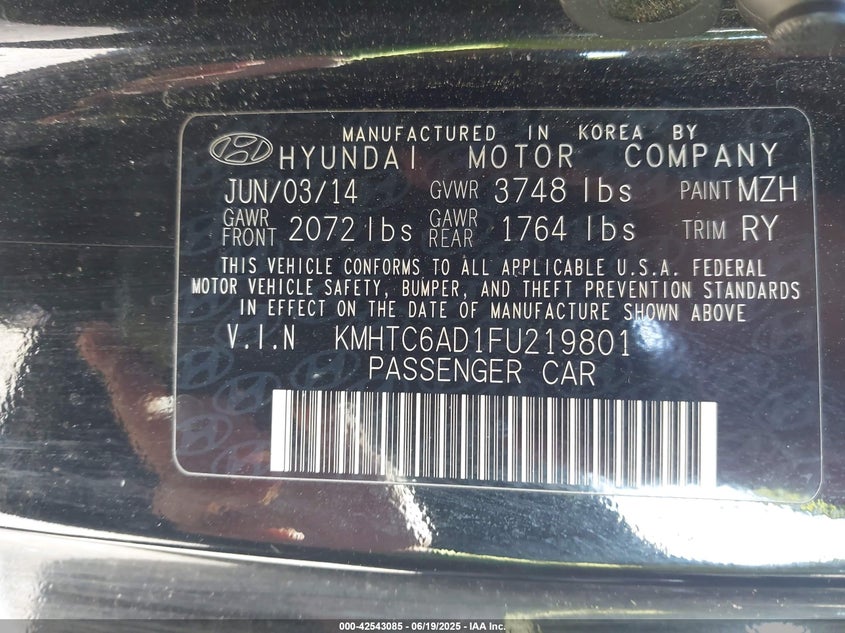 MANUFACTURED IN KOREA BY
HYUNDAI MOTOR COMPANY
JUN/03/14 GVWR 3748 lbs PAINT MZH
GAWR FRONT 2072 lbs GAWR REAR 1764 lbs TRIM RY
THIS VEHICLE CONFORMS TO ALL APPLICABLE U.S.A. FEDERAL
MOTOR VEHICLE SAFETY, BUMPER, AND THEFT PREVENTION STANDARDS
IN EFFECT ON THE DATE OF MANUFACTURE SHOWN ABOVE
V.I.N KMHTC6AD1FU219801
PASSENGER CAR
000-42543085 - 06/19/2025 - IAA Inc.